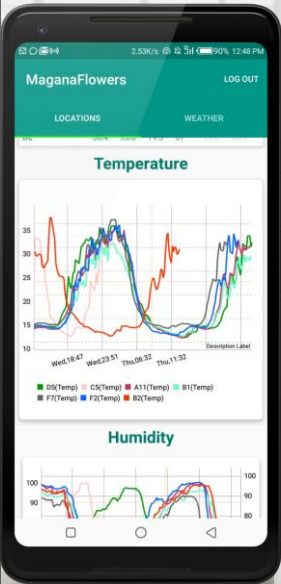 2.53K/s 90% 12:48 PM
MaganaFlowers LOG OUT
LOCATIONS WEATHER
Temperature
35
30
25
20
15
10
Wed,18:47 Wed,23:51 Thu,06:32 Thu,11:32
Description Label
D5(Temp) C5(Temp) A11(Temp) B1(Temp)
F7(Temp) F2(Temp) B2(Temp)
Humidity
100 100
90 90
80